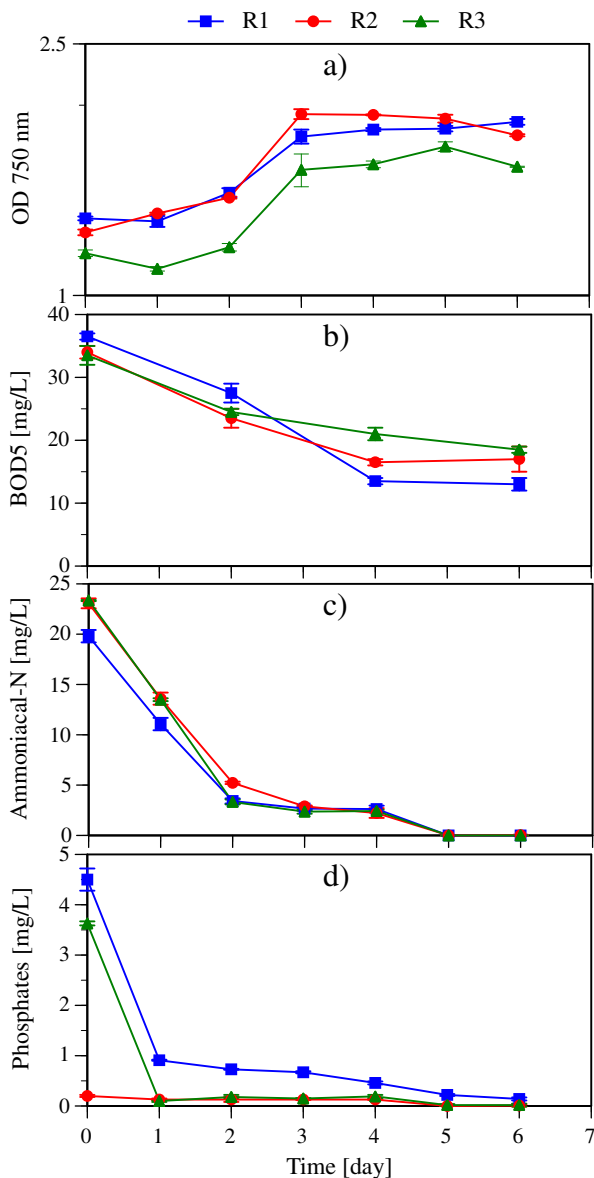 R1 R2 R3
a)
2.5
OD 750 nm
1
b)
40
30
20
10
0
BOD5 [mg/L]
c)
25
20
15
10
5
0
Ammoniacal-N [mg/L]
d)
5
4
3
2
1
0
Phosphates [mg/L]
0 1 2 3 4 5 6 7
Time [day]